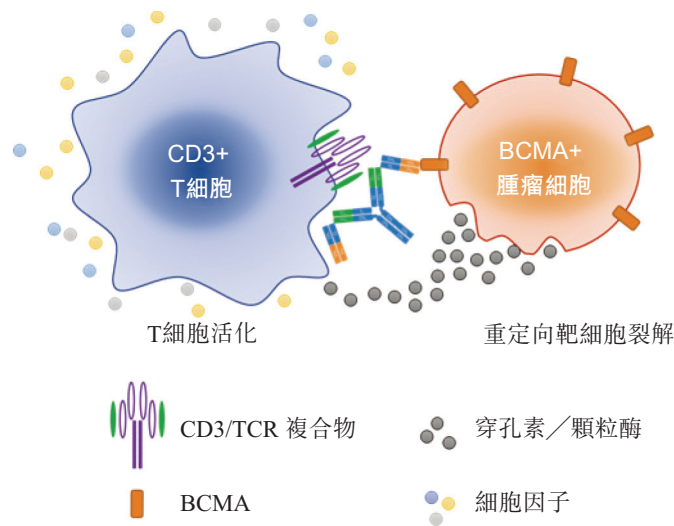 CD3+
T細胞
BCMA+
腫瘤細胞
T細胞活化
重定向靶細胞裂解
CD3/TCR 複合物
穿孔素／顆粒酶
BCMA
細胞因子